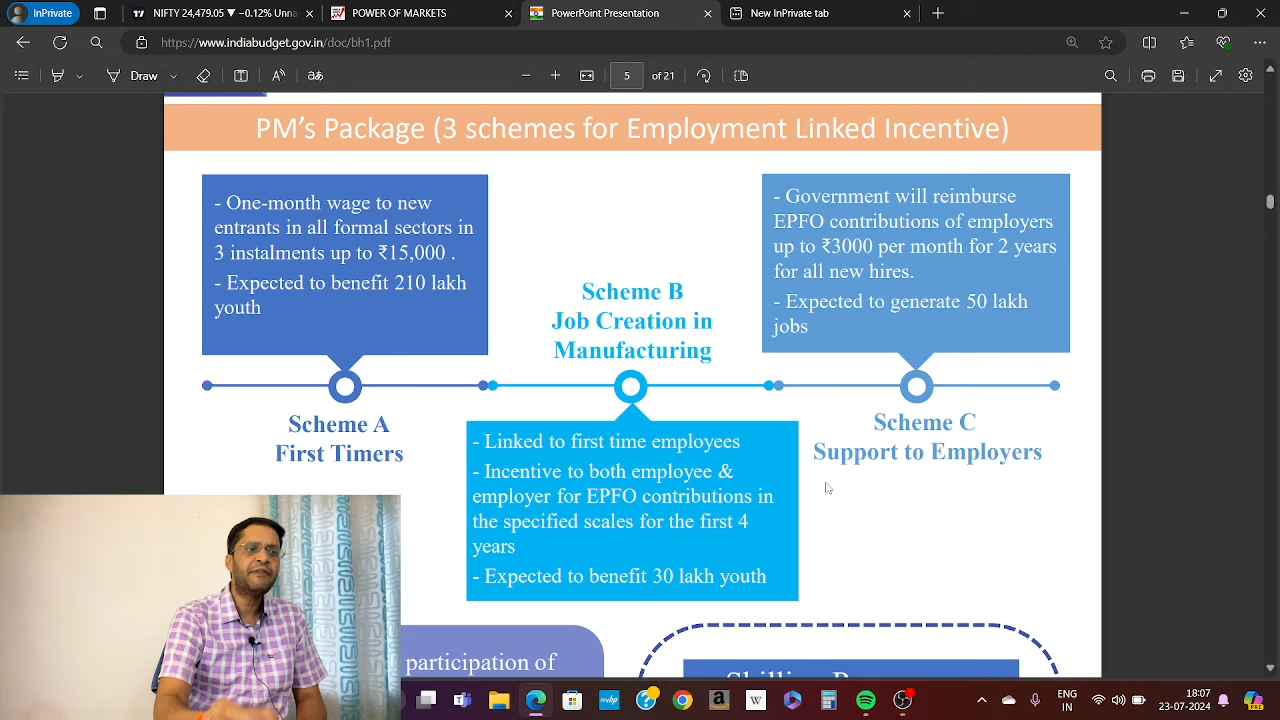 InPrivate
NIFTY 24,479.05 ▼ −0.12% Unna
POWER OF MARKETS
PowerPoint Presentation
New InPrivate tab
https://www.indiabudget.gov.in/doc/bh1.pdf
Draw
5 of 21
PM's Package (3 schemes for Employment Linked Incentive)
- One-month wage to new
entrants in all formal sectors in
3 instalments up to ₹15,000 .
- Expected to benefit 210 lakh
youth
Scheme A
First Timers
Scheme B
Job Creation in
Manufacturing
- Linked to first time employees
- Incentive to both employee &
employer for EPFO contributions in
the specified scales for the first 4
years
- Expected to benefit 30 lakh youth
- Government will reimburse
EPFO contributions of employers
up to ₹3000 per month for 2 years
for all new hires.
- Expected to generate 50 lakh
jobs
Scheme C
Support to Employers
participation of
ENG
IN
18:07
23-07-2024